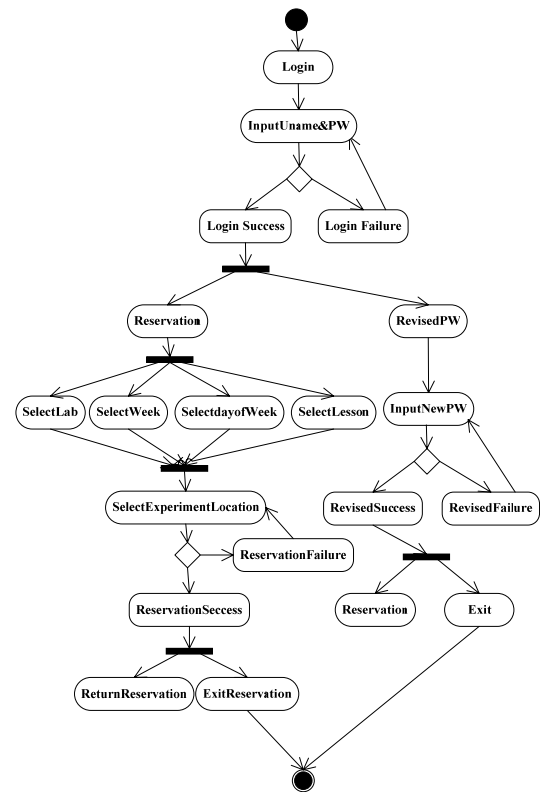 Login
InputUname&PW
Login Success
Login Failure
Reservation
RevisedPW
SelectLab
SelectWeek
SelectdayofWeek
SelectLesson
InputNewPW
SelectExperimentLocation
RevisedSuccess
RevisedFailure
ReservationFailure
ReservationSeccess
Reservation
Exit
ReturnReservation
ExitReservation